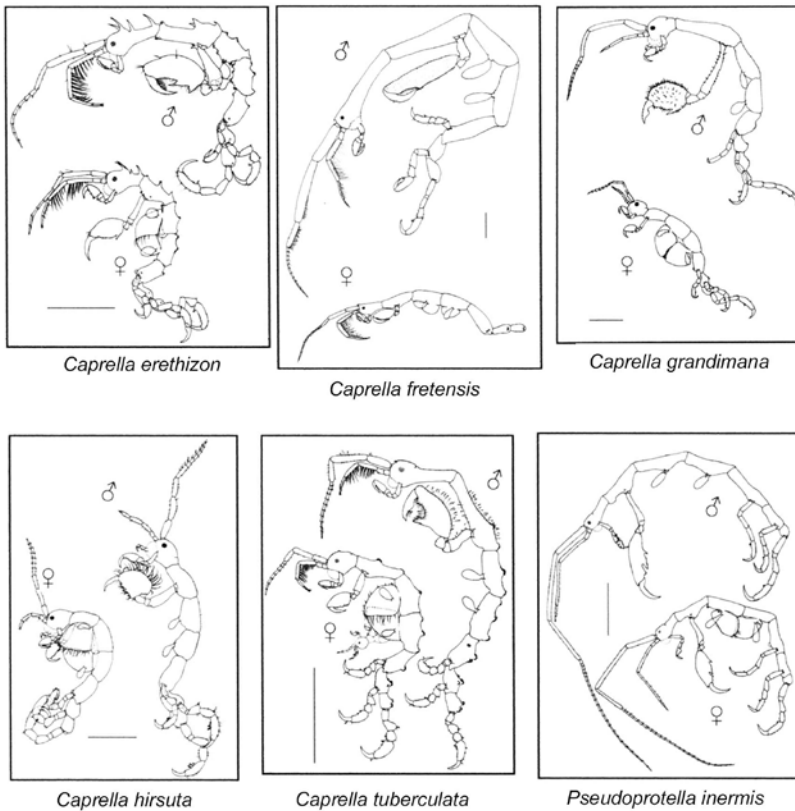 ♂
♀
Caprella erethizon
♂
♀
Caprella fretensis
♂
♀
Caprella grandimana
♂
♀
Caprella hirsuta
♂
♀
Caprella tuberculata
♂
♀
Pseudoprotella inermis